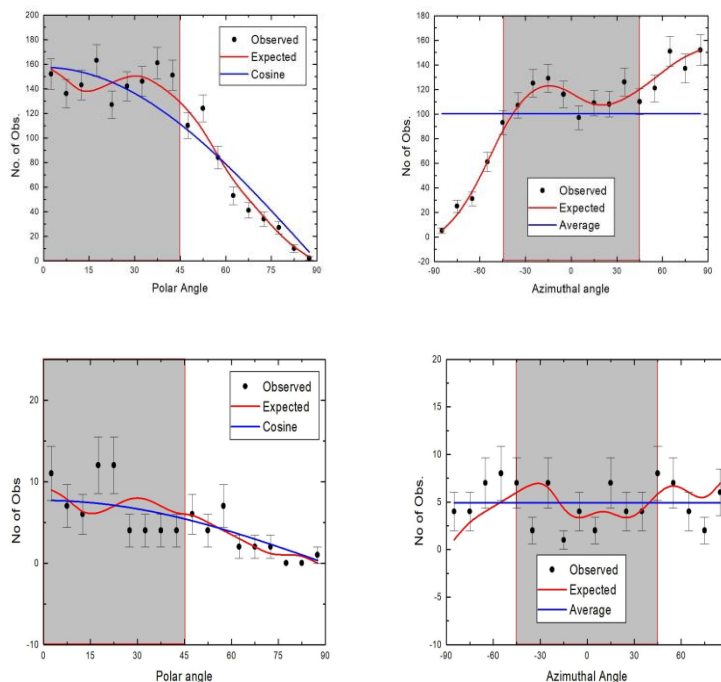 200
180
160
140
120
100
80
60
40
20
0
No. of Obs.
Observed
Expected
Cosine
0 15 30 45 60 75 90
Polar Angle
180
160
140
120
100
80
60
40
20
0
-20
No of Obs.
Observed
Expected
Average
-90 -60 -30 0 30 60 90
Azimuthal angle
20
10
0
-10
No of Obs
Observed
Expected
Cosine
0 15 30 45 60 75 90
Polar angle
20
15
10
5
0
-5
-10
No of Obs.
Observed
Expected
Average
-90 -60 -30 0 30 60
Azimuthal Angle